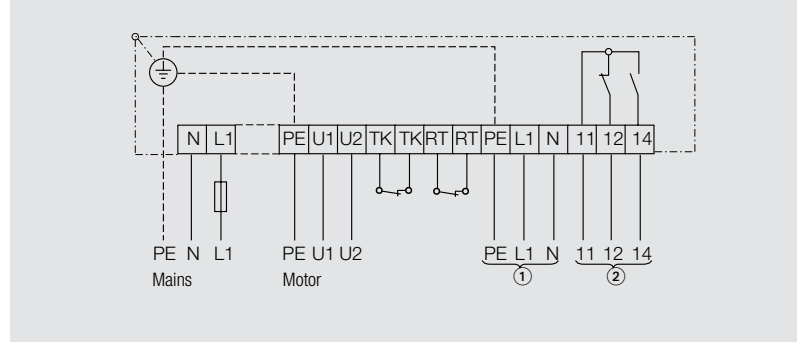 N L1 PE U1 U2 TK TK RT RT PE L1 N 11 12 14
PE N L1 PE U1 U2 PE L1 N 11 12 14
Mains Motor ① ②